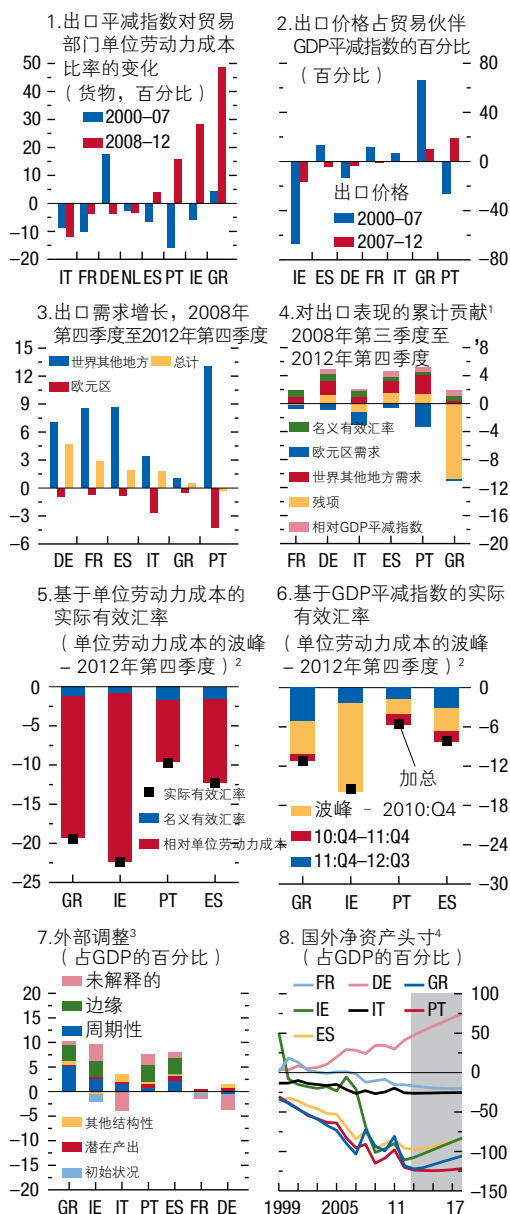 1.出口平减指数对贸易
部门单位劳动力成本
比率的变化
（货物，百分比）
2000–07
2008–12
50
40
30
20
10
0
–10
–20
IT FR DE NL ES PT IE GR
2.出口价格占贸易伙伴
GDP平减指数的百分比
（百分比）
出口价格
2000–07
2007–12
80
40
0
–40
–80
IE ES DE FR IT GR PT
3.出口需求增长，2008年
第四季度至2012年第四季度
世界其他地方
总计
欧元区
15
12
9
6
3
0
–3
–6
DE FR ES IT GR PT
4.对出口表现的累计贡献1
2008年第三季度至
2012年第四季度
名义有效汇率
欧元区需求
世界其他地方需求
残项
相对GDP平减指数
8
4
0
–4
–8
–12
–16
–20
FR DE IT ES PT GR
5.基于单位劳动力成本的
实际有效汇率
（单位劳动力成本的波峰
– 2012年第四季度）2
实际有效汇率
名义有效汇率
相对单位劳动力成本
0
–5
–10
–15
–20
–25
GR IE PT ES
6.基于GDP平减指数的实际
有效汇率
（单位劳动力成本的波峰
– 2012年第四季度）2
加总
波峰 – 2010:Q4
10:Q4–11:Q4
11:Q4–12:Q3
0
–6
–12
–18
–24
–30
GR IE PT ES
7.外部调整3
（占GDP的百分比）
未解释的
边缘
周期性
其他结构性
潜在产出
初始状况
20
15
10
5
0
–5
–10
–15
–20
GR IE IT PT ES FR DE
8. 国外净资产头寸4
（占GDP的百分比）
FR DE GR
IE IT PT
ES
100
50
0
–50
–100
–150
1999 2005 11 17